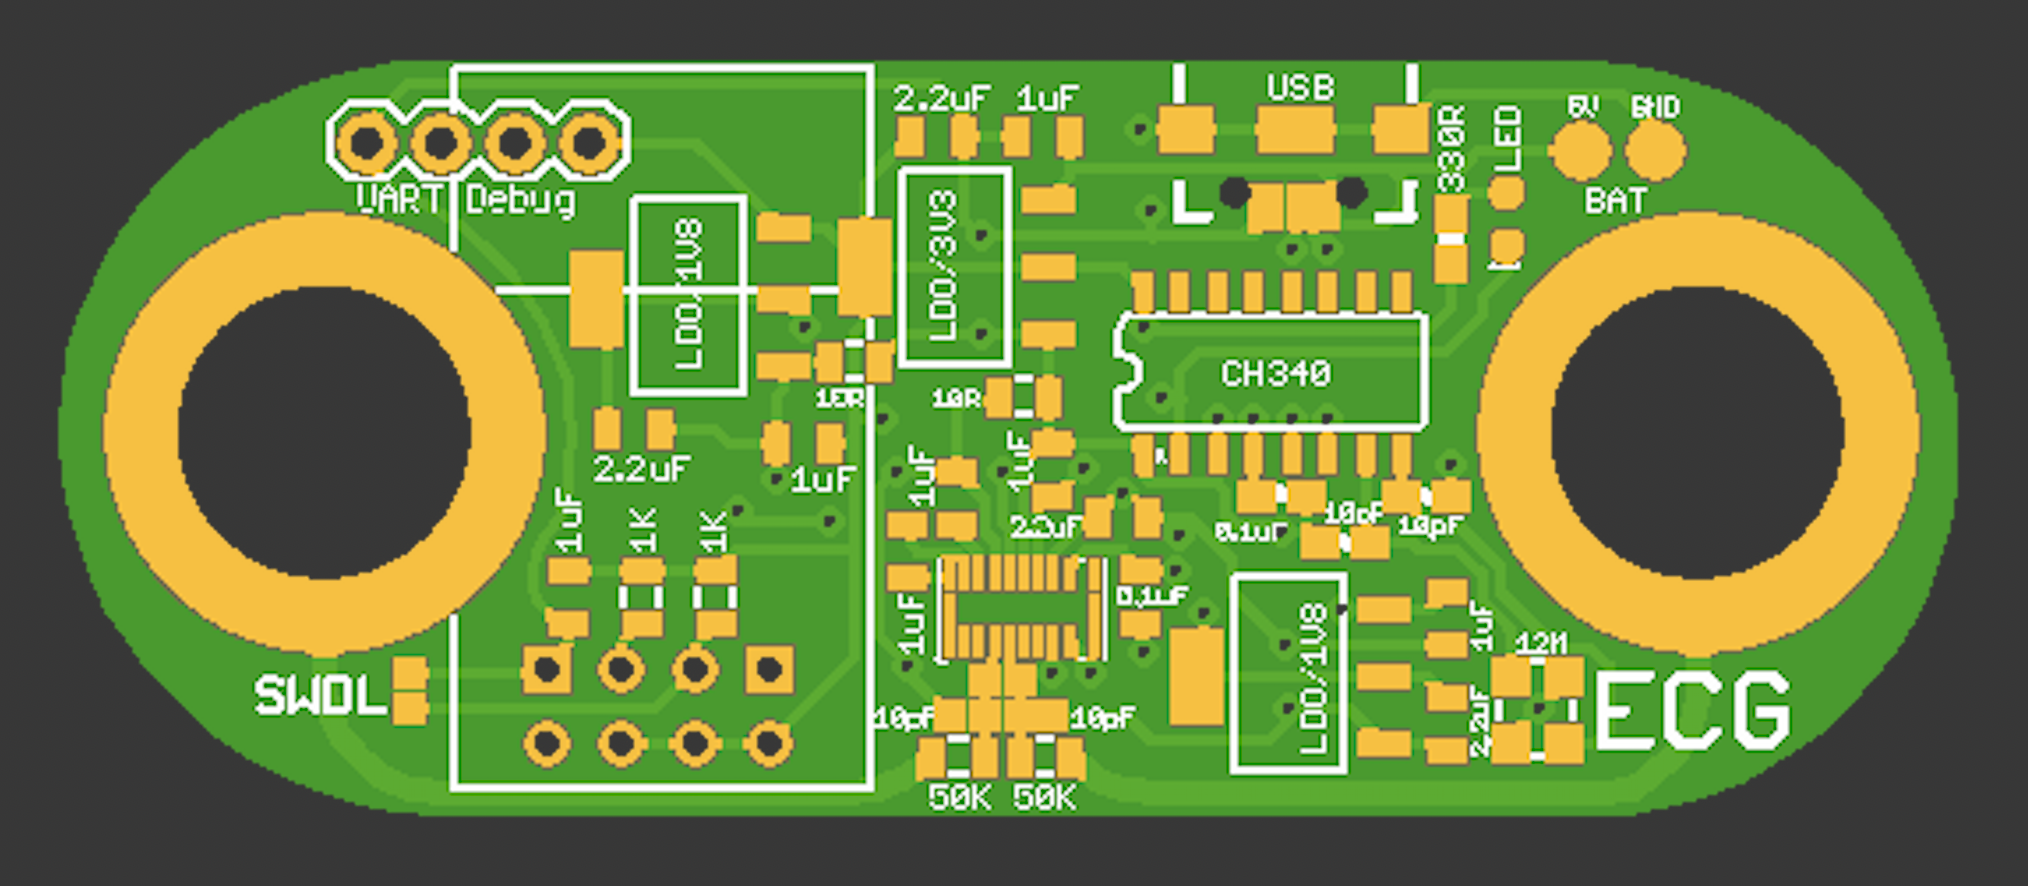 2.2uF 1uF
USB
330R
LED
6V GND
BAT
UART Debug
LDO/1V8
LDO/3V3
CH340
10R
10R
2.2uF
1uF
1uF
1uF
2.2uF
0.1uF
10pF
10pF
1uF
1K
1K
1uF
0.1uF
LDO/1V8
1uF
12M
2.2uF
SWDL
10pF
10pF
ECG
50K 50K